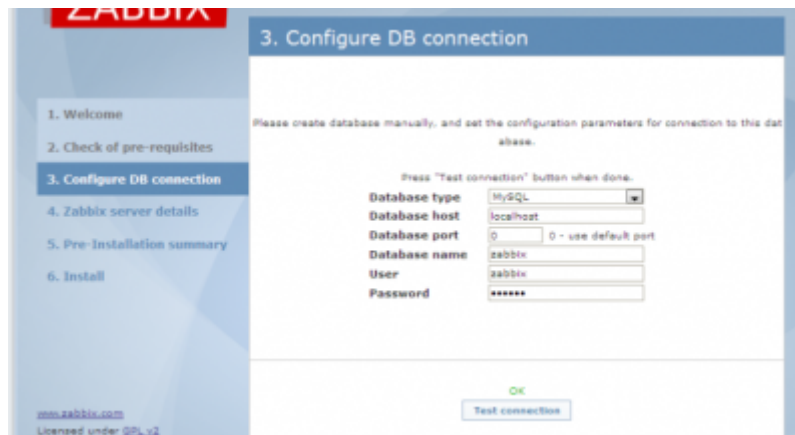 ZABBIX
3. Configure DB connection
1. Welcome
2. Check of pre-requisites
3. Configure DB connection
4. Zabbix server details
5. Pre-Installation summary
6. Install
Please create database manually, and set the configuration parameters for connection to this dat
abase.
Press "Test connection" button when done.
Database type MySQL
Database host localhost
Database port 0 0 - use default port
Database name zabbix
User zabbix
Password ••••••
OK
Test connection
www.zabbix.com
Licensed under GPL v2